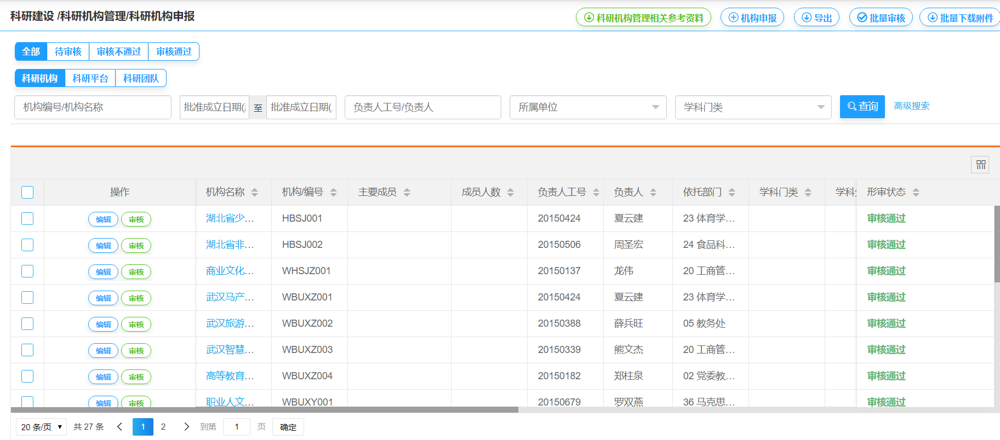 科研建设 /科研机构管理/科研机构申报
科研机构管理相关参考资料 机构申报 导出 批量审核 批量下载附件
全部 待审核 审核不通过 审核通过
科研机构 科研平台 科研团队
机构编号/机构名称 批准成立日期( 至 批准成立日期(. 负责人工号/负责人 所属单位 学科门类 查询 高级搜索
操作 机构名称 机构/编号 主要成员 成员人数 负责人工号 负责人 依托部门 学科门类 学科 形审状态
编辑 审核 湖北省少... HBSJ001 20150424 夏云建 23 体育学... 审核通过
编辑 审核 湖北省非... HBSJ002 20150506 周圣宏 24 食品科... 审核通过
编辑 审核 商业文化... WHSJZ001 20150137 龙伟 20 工商管... 审核通过
编辑 审核 武汉马产... WBUXZ001 20150424 夏云建 23 体育学... 审核通过
编辑 审核 武汉旅游... WBUXZ002 20150388 薛兵旺 05 教务处 审核通过
编辑 审核 武汉智慧... WBUXZ003 20150339 熊文杰 20 工商管... 审核通过
编辑 审核 高等教育... WBUXZ004 20150182 郑柱泉 02 党委教... 审核通过
编辑 审核 职业人文... WBUXY001 20150679 罗双燕 36 马克思... 审核通过
20 条/页 共 27 条 1 2 到第 1 页 确定